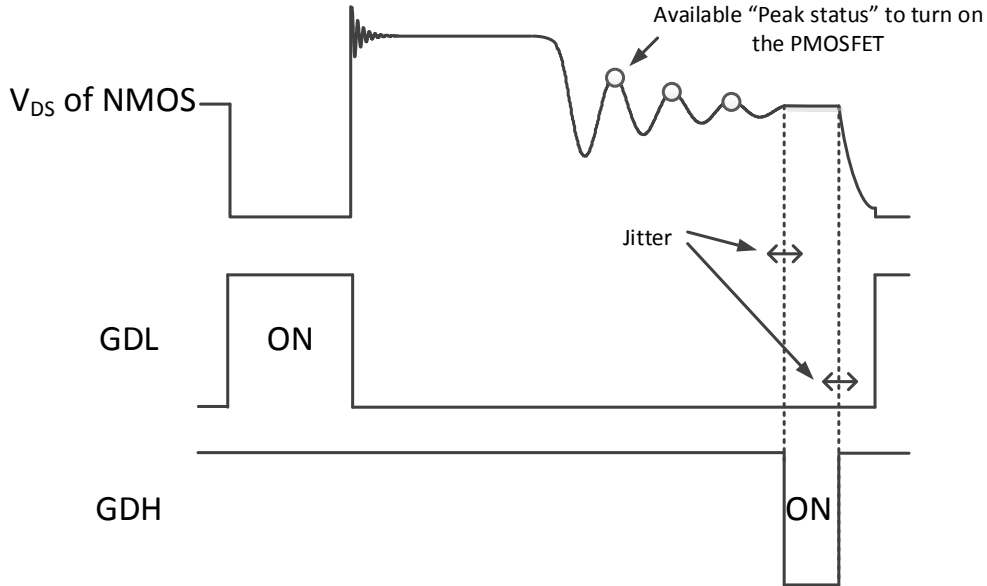 Available “Peak status” to turn on
the PMOSFET
VDS of NMOS
Jitter
GDL
ON
GDH
ON